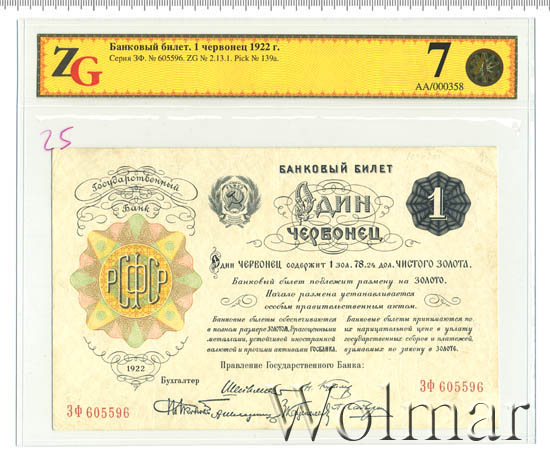 ZG
Банковый билет. 1 червонец 1922 г.
Серия ЗФ. № 605596. ZG № 2.13.1. Pick № 139a.
7
AA/000358
25
Государственный
Банк
БАНКОВЫЙ БИЛЕТ
ОДИН
ЧЕРВОНЕЦ
1
РСФСР
1922
Один ЧЕРВОНЕЦ содержит 1 зол. 78,24 дол. ЧИСТОГО ЗОЛОТА.
Банковый билет подлежит размену на ЗОЛОТО.
Начало размена устанавливается
особым правительственным актом.
Банковые билеты обеспечиваются
в полном размере ЗОЛОТОМ, драгоценными
металлами, устойчивой иностранной
валютой и прочими активами ГОСБАНКА.
Банковые билеты принимаются по
их нарицательной цене в уплату
государственных сборов и платежей,
взимаемых по закону в ЗОЛОТЕ.
Правление Государственного Банка:
Бухгалтер
ЗФ 605596
ЗФ 605596
Wolmar